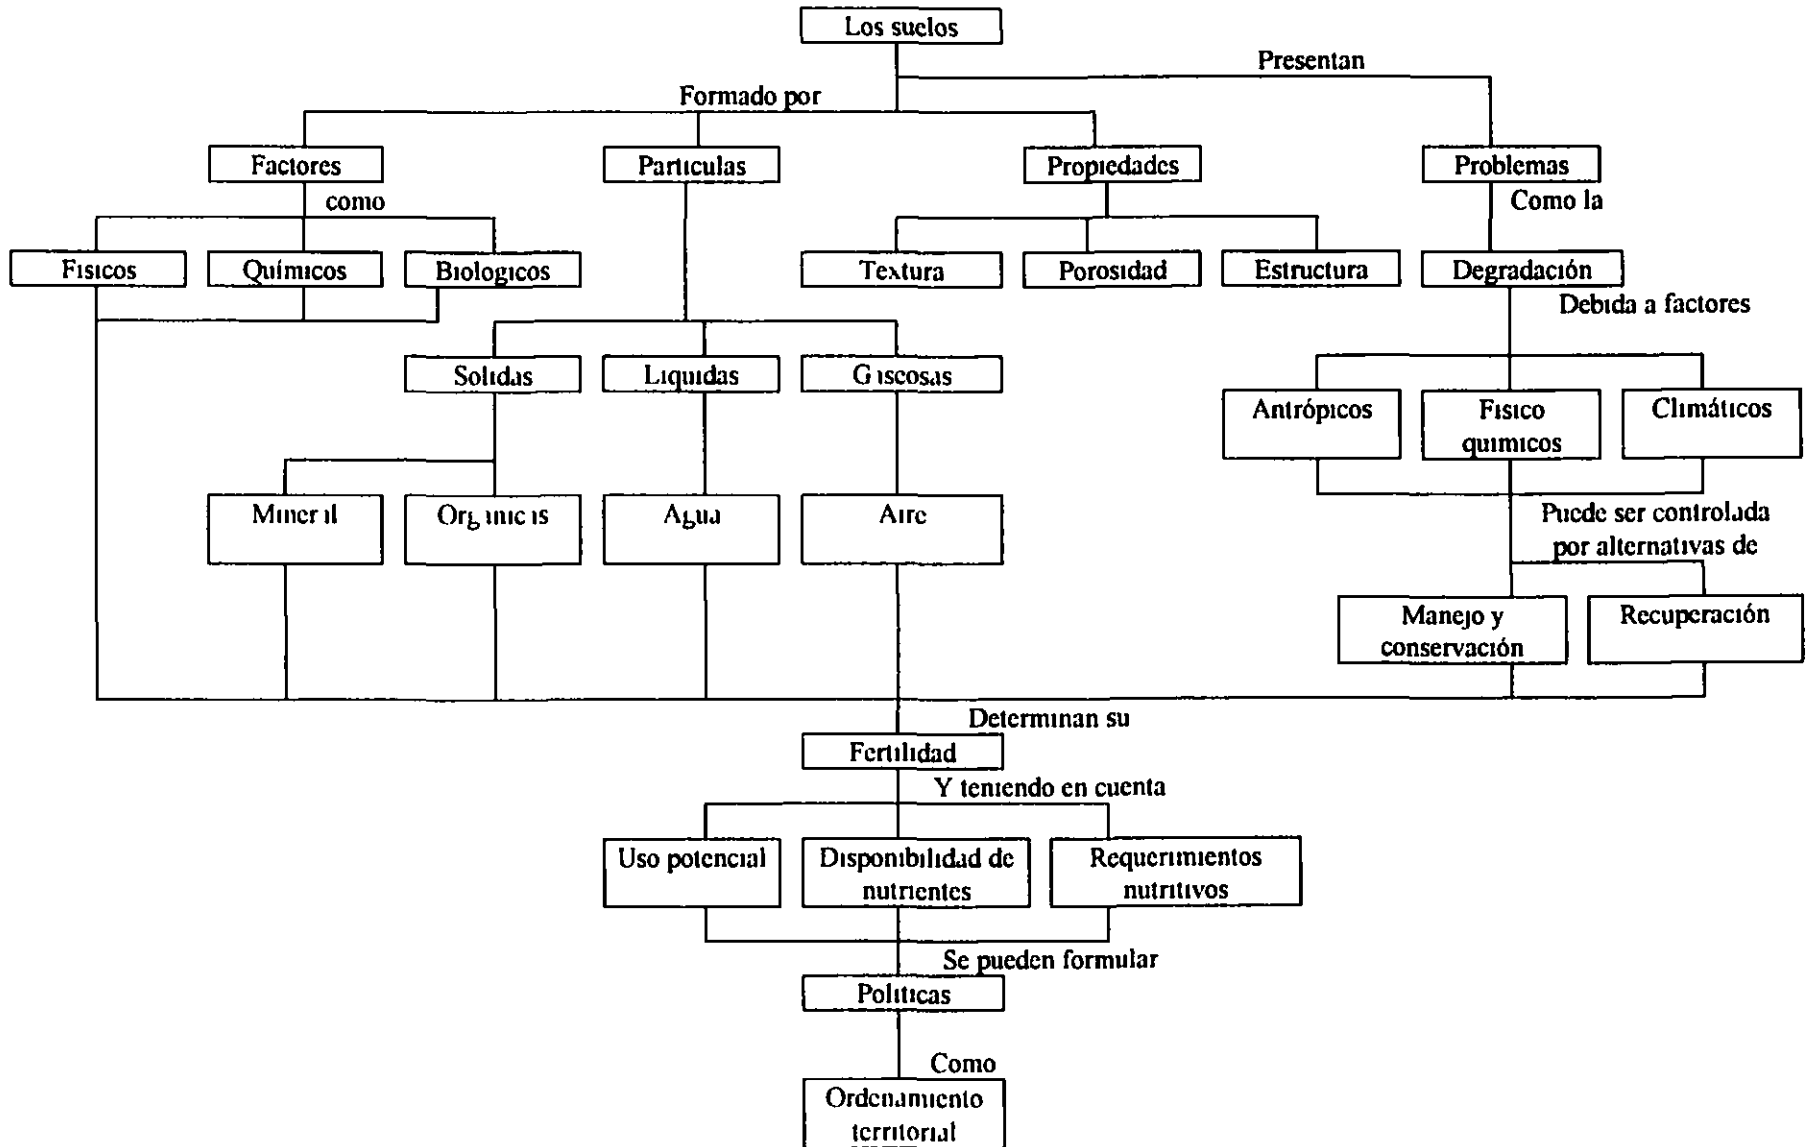 Los suelos
Presentan
Formado por
Factores
Particulas
Propiedades
Problemas
como
Como la
Fisicos
Químicos
Biologicos
Textura
Porosidad
Estructura
Degradación
Debida a factores
Solidas
Liquidas
Gaseosas
Antrópicos
Fisico
quimicos
Climáticos
Mineral
Organicas
Agua
Aire
Puede ser controlada
por alternativas de
Manejo y
conservación
Recuperación
Determinan su
Fertilidad
Y teniendo en cuenta
Uso potencial
Disponibilidad de
nutrientes
Requerimientos
nutritivos
Se pueden formular
Politicas
Como
Ordenamiento
territorial